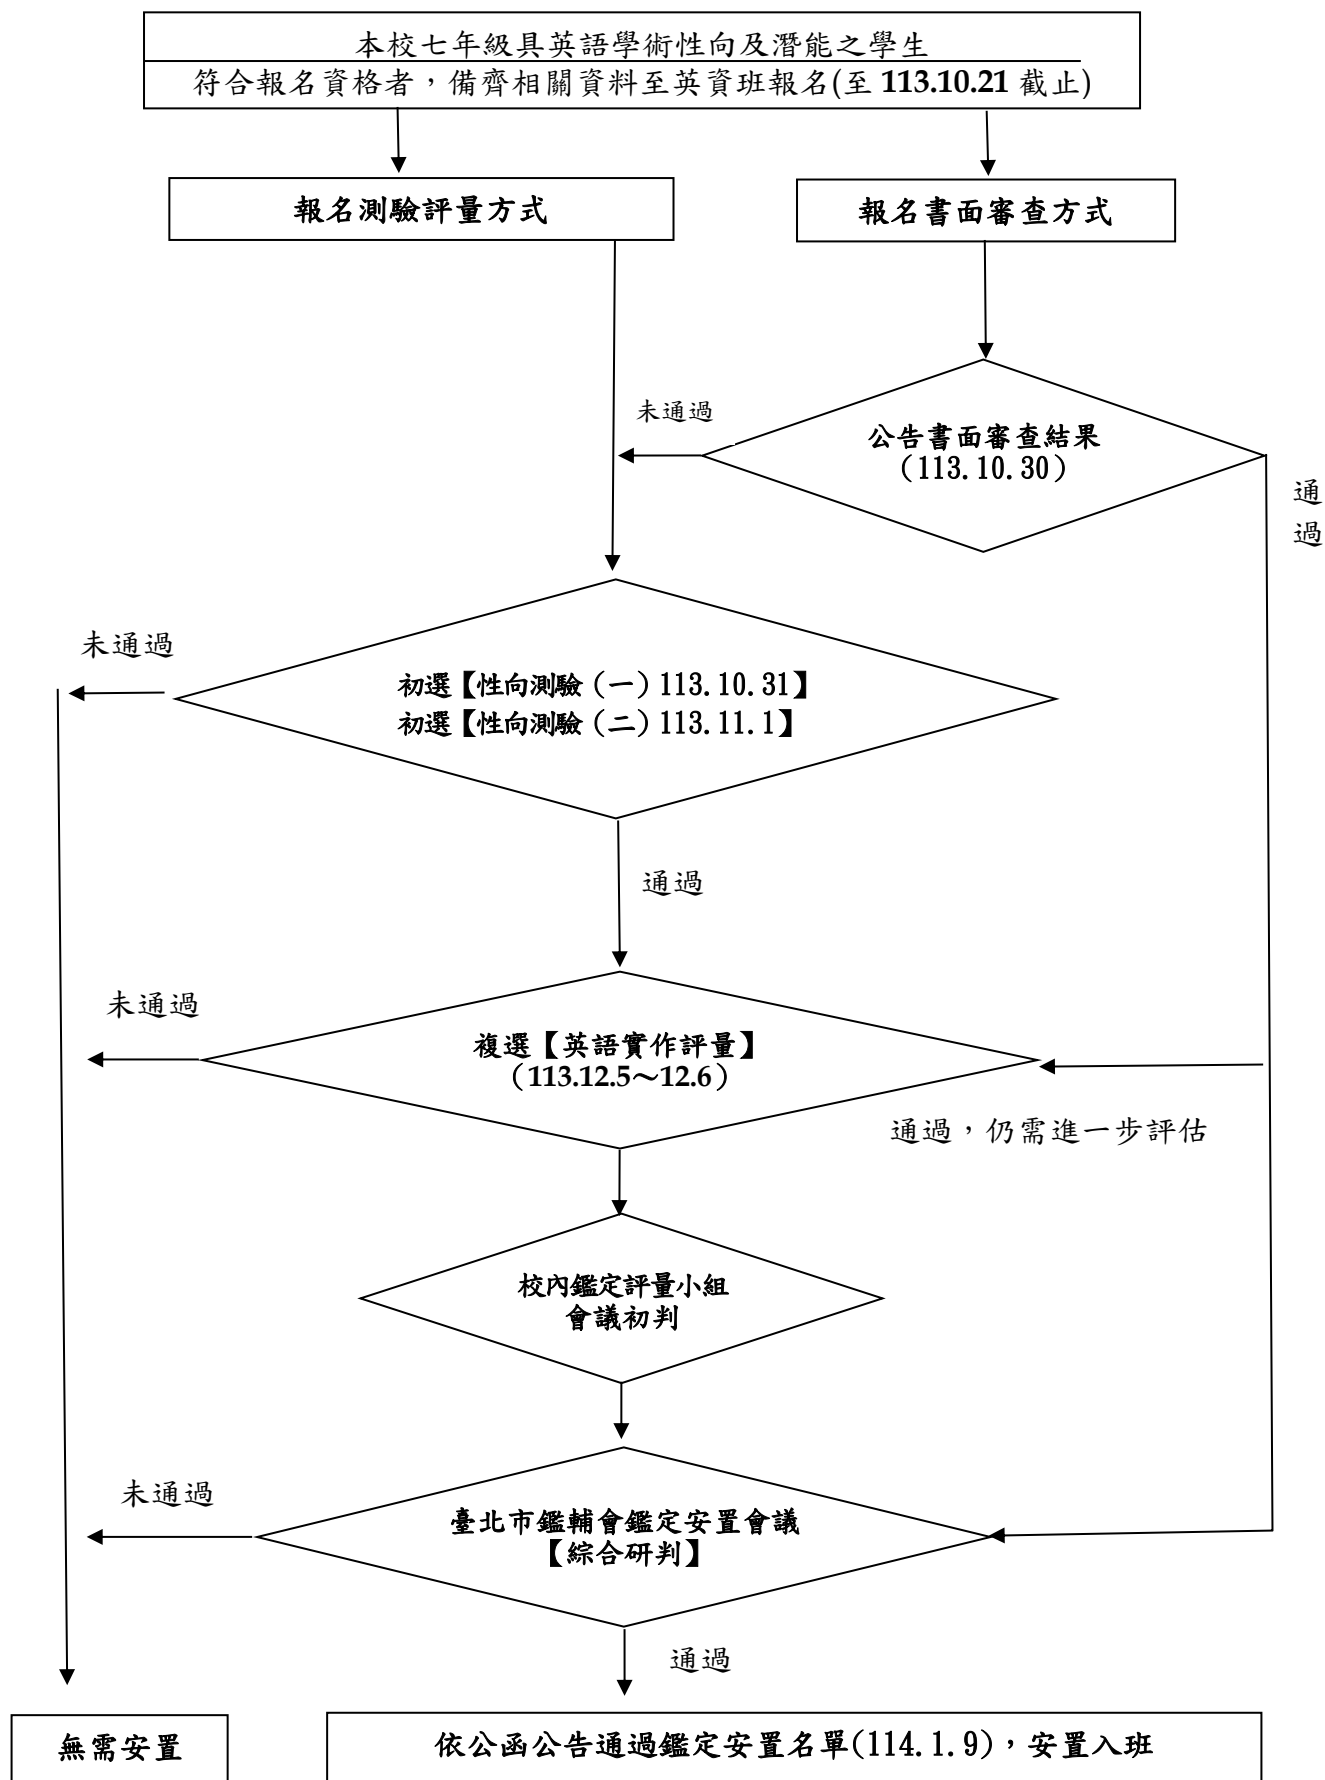 本校七年級具英語學術性向及潛能之學生
符合報名資格者，備齊相關資料至英資班報名(至 113.10.21 截止)
報名測驗評量方式
報名書面審查方式
未通過
公告書面審查結果
（113.10.30）
通
過
未通過
初選【性向測驗（一）113.10.31】
初選【性向測驗（二）113.11.1】
通過
未通過
複選【英語實作評量】
（113.12.5～12.6）
通過，仍需進一步評估
校內鑑定評量小組
會議初判
未通過
臺北市鑑輔會鑑定安置會議
【綜合研判】
通過
無需安置
依公函公告通過鑑定安置名單(114.1.9)，安置入班